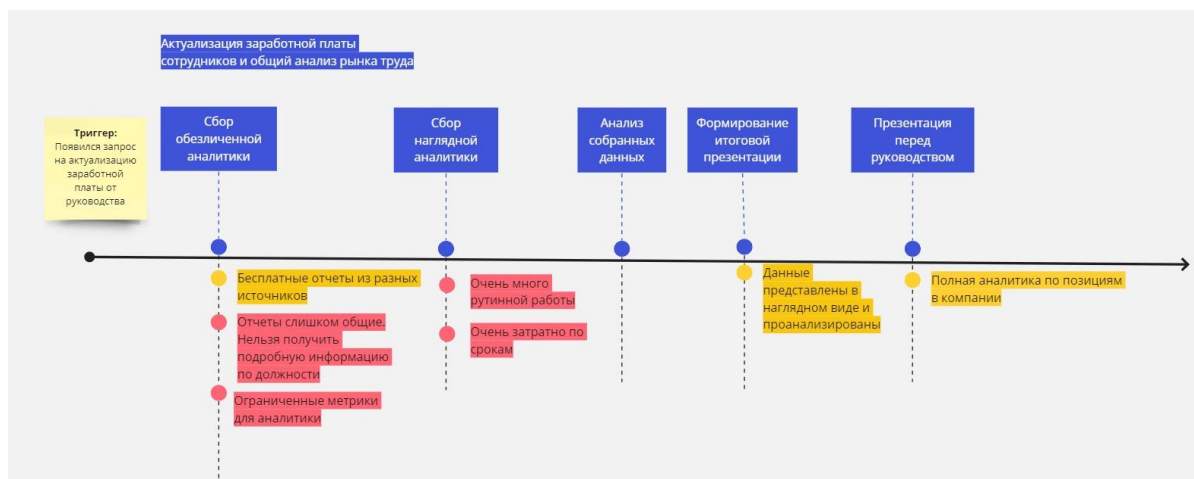 Актуализация заработной платы
сотрудников и общий анализ рынка труда
Триггер:
Появился запрос
на актуализацию
заработной
платы от
руководства
Сбор
обезличенной
аналитики
Сбор
наглядной
аналитики
Анализ
собранных
данных
Формирование
итоговой
презентации
Презентация
перед
руководством
Бесплатные отчеты из разных
источников
Отчеты слишком общие.
Нельзя получить
подробную информацию
по должности
Ограниченные метрики
для аналитики
Очень много
рутинной работы
Очень затратно по
срокам
Данные
представлены в
наглядном виде и
проанализированы
Полная аналитика по позициям
в компании